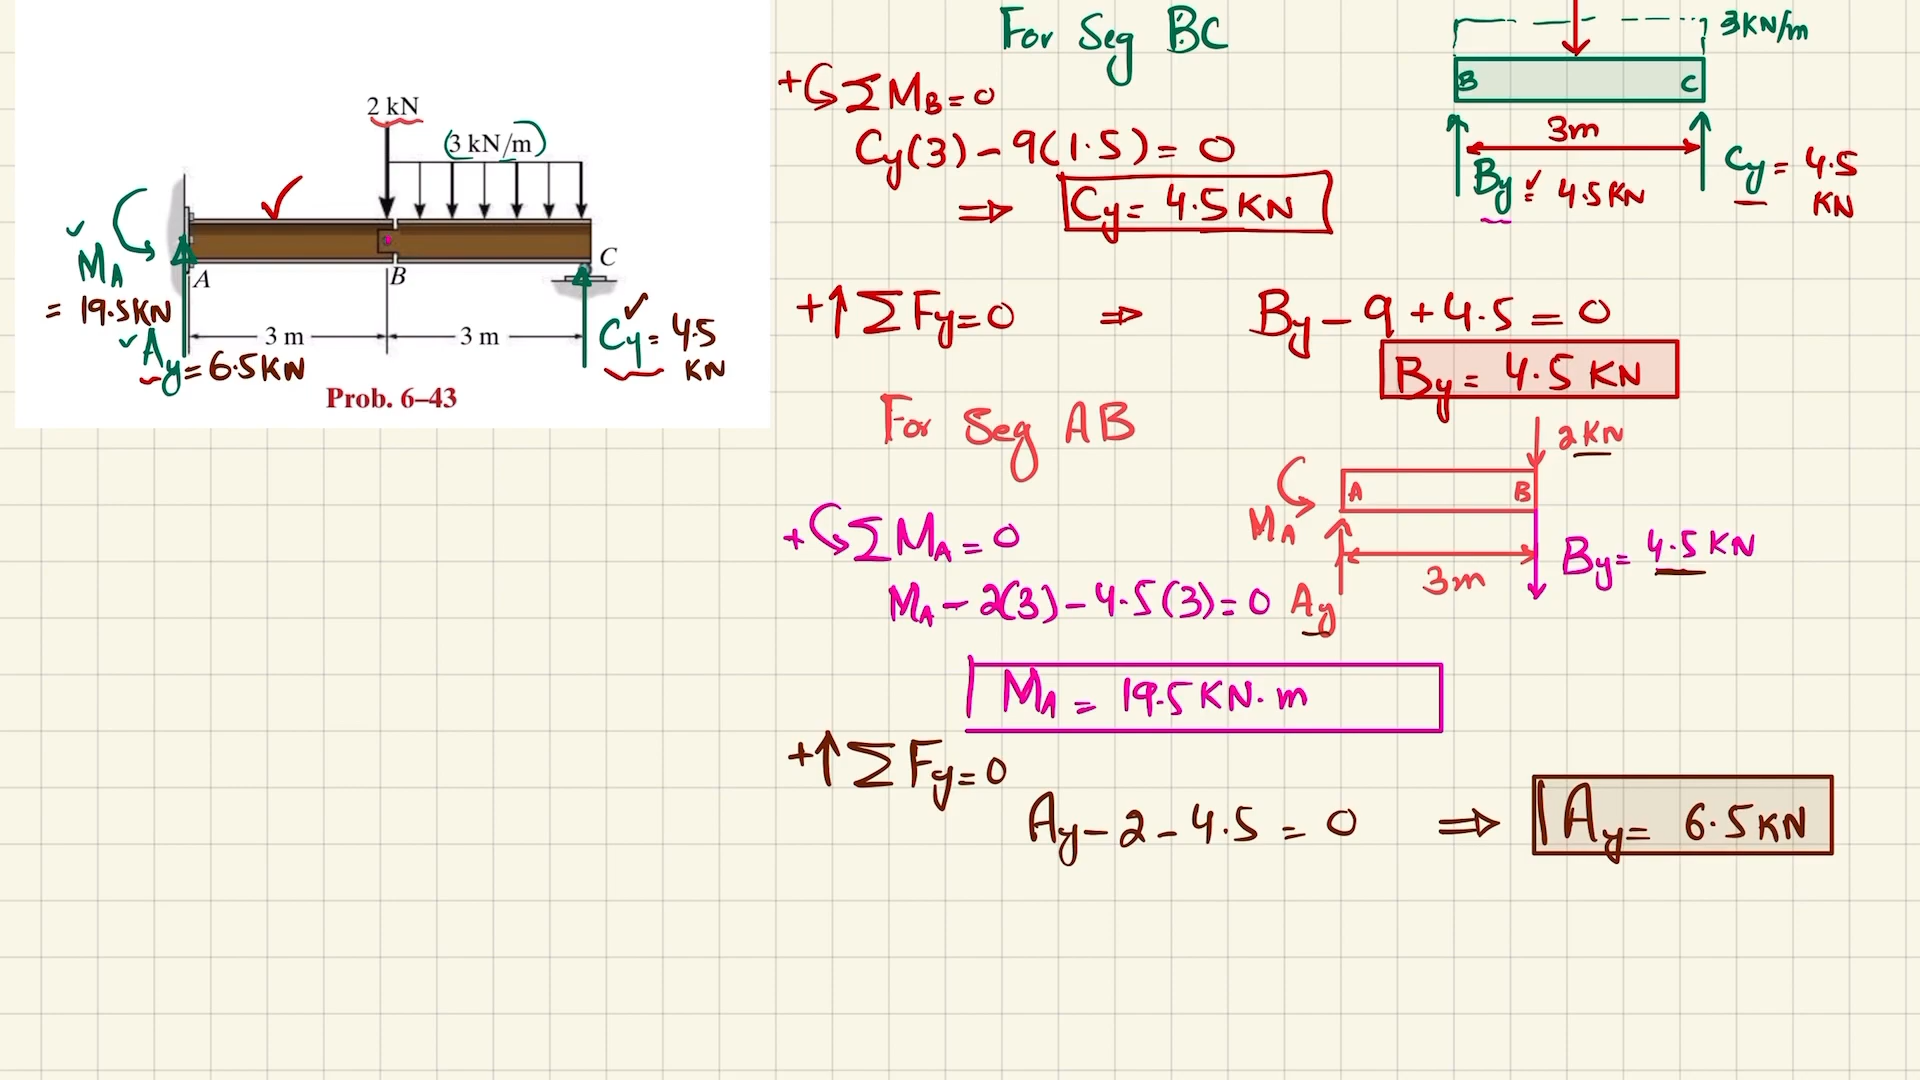 2 kN
(3 kN/m)
MA
= 19.5KN
A
B
C
Ay = 6.5KN
3 m
3 m
Cy = 4.5
KN
Prob. 6–43
For Seg BC
+ ΣMB = 0
Cy(3) – 9(1.5) = 0
⇒ Cy = 4.5 KN
3KN/m
B
C
3m
By = 4.5KN
Cy = 4.5
KN
+↑ ΣFy = 0 ⇒ By – 9 + 4.5 = 0
By = 4.5 KN
For Seg AB
2KN
A
B
MA
Ay
3m
By = 4.5 KN
+ ΣMA = 0
MA – 2(3) – 4.5(3) = 0
MA = 19.5 KN.m
+↑ ΣFy = 0
Ay – 2 – 4.5 = 0 ⇒ Ay = 6.5KN